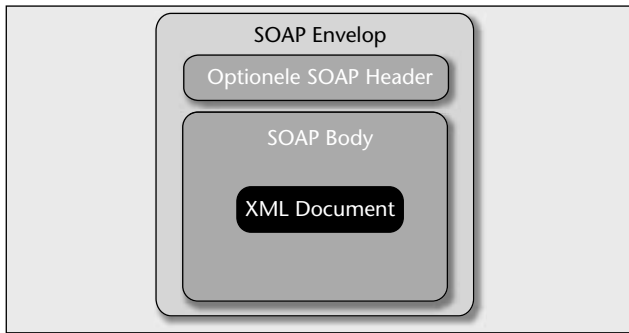 SOAP Envelop
Optionele SOAP Header
SOAP Body
XML Document